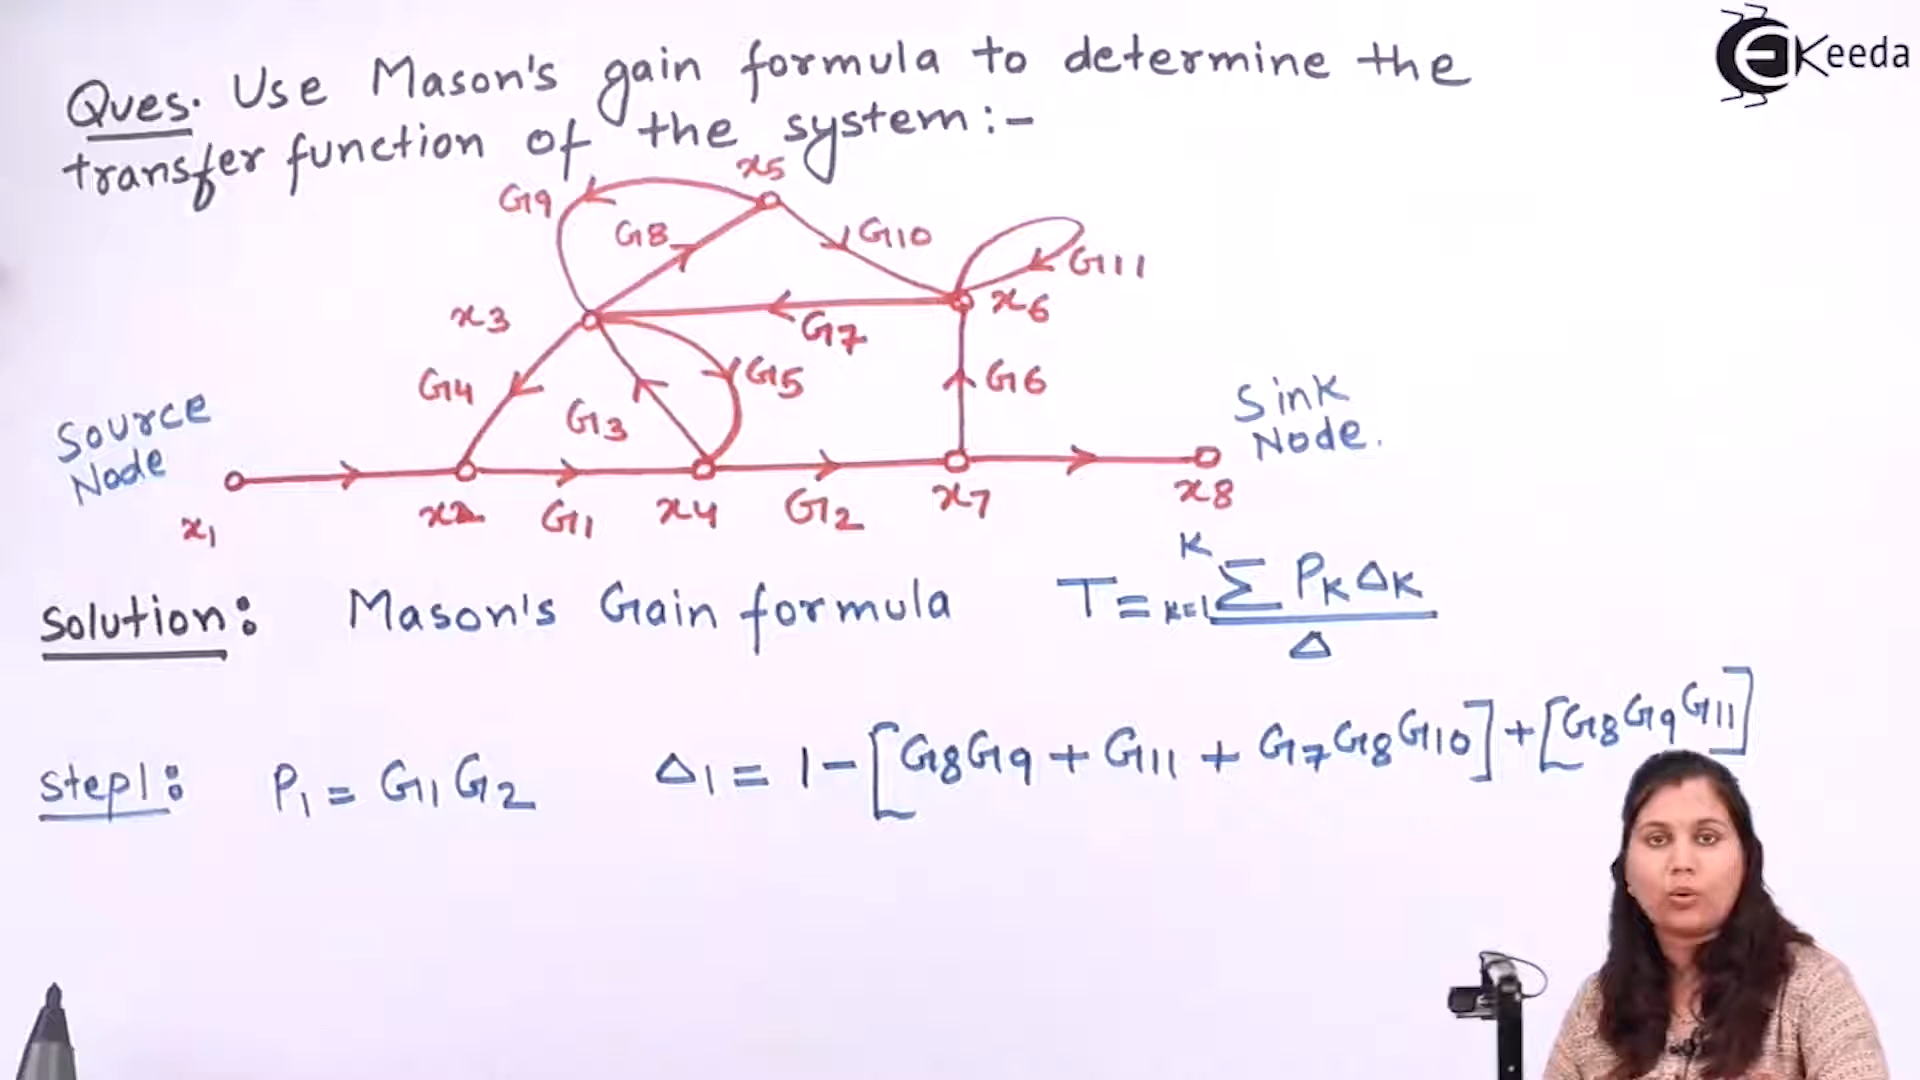 Keeda
Ques. Use Mason's gain formula to determine the
transfer function of the system:-
x5
G9
G8
G10
G11
x3
x6
G7
G4
G5
G6
G3
Source
Node
Sink
Node.
x1
x2
G1
x4
G2
x7
x8
Solution: Mason's Gain formula T = K Σ k=1 PK ΔK / Δ
Step1: P1 = G1 G2 Δ1 = 1 - [G8G9 + G11 + G7G8G10] + [G8G9G11]